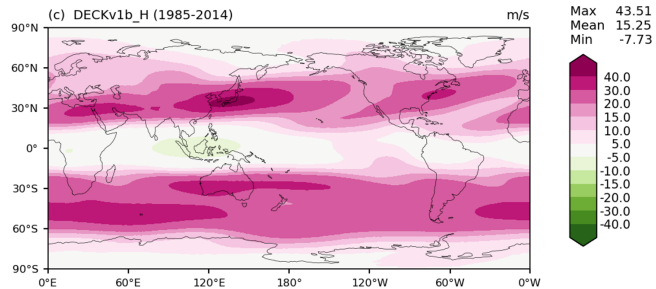 (c) DECKv1b_H (1985-2014) m/s
Max 43.51
Mean 15.25
Min -7.73
90°N
60°N
30°N
0°
30°S
60°S
90°S
0°E 60°E 120°E 180° 120°W 60°W 0°W
40.0
30.0
20.0
15.0
10.0
5.0
-5.0
-10.0
-15.0
-20.0
-30.0
-40.0